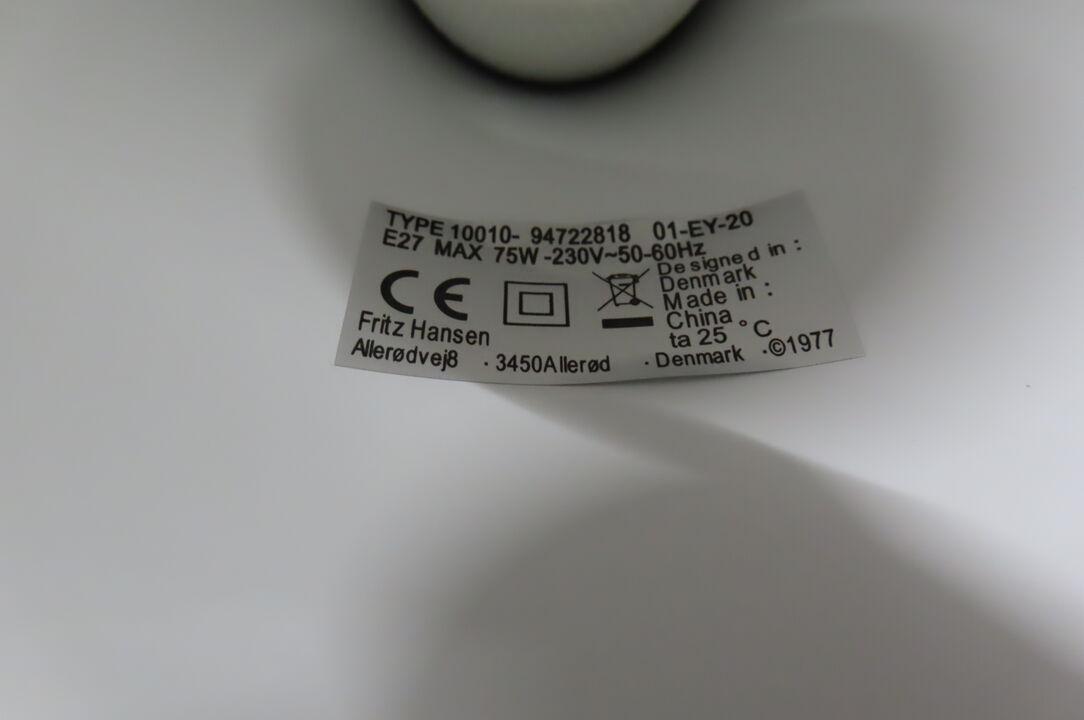 TYPE 10010- 94722818 01-EY-20
E27 MAX 75W -230V~50-60Hz
CE
Designed in :
Denmark
Made in :
China
ta 25 °C
Fritz Hansen
Allerødvej8 · 3450Allerød · Denmark ·©1977